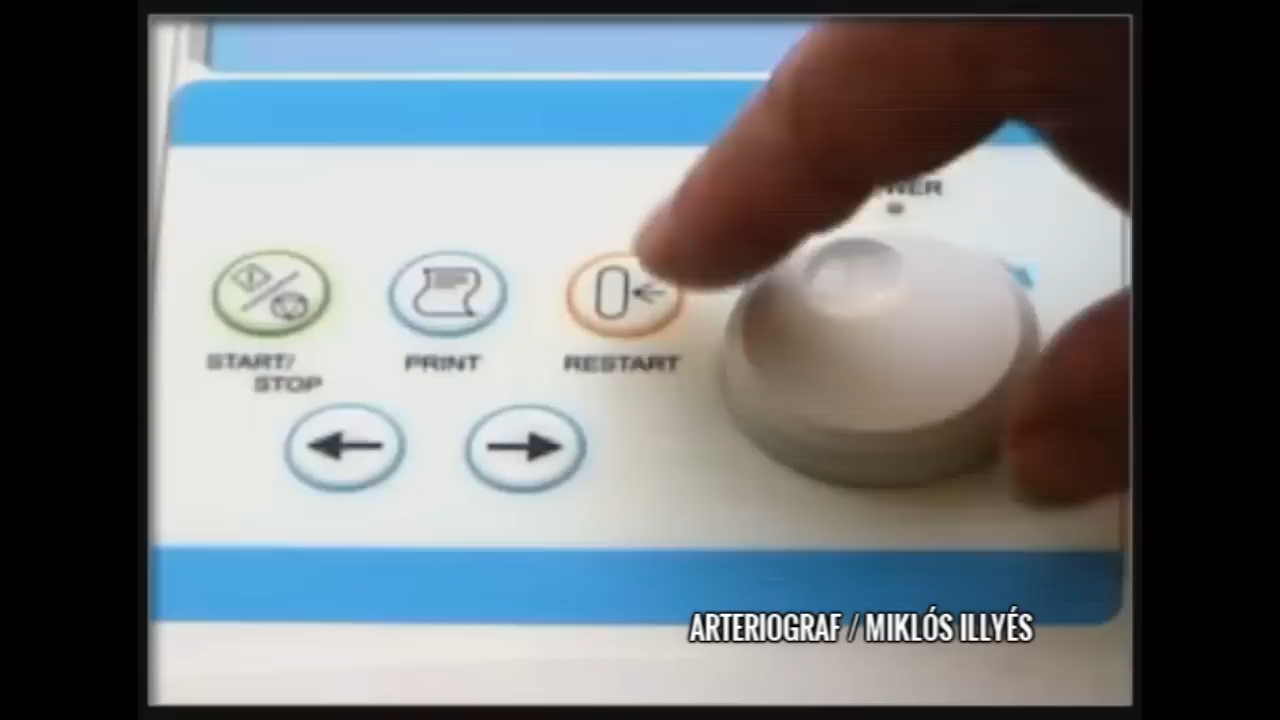 START/
STOP
PRINT
RESTART
ARTERIOGRAF / MIKLÓS ILLYÉS